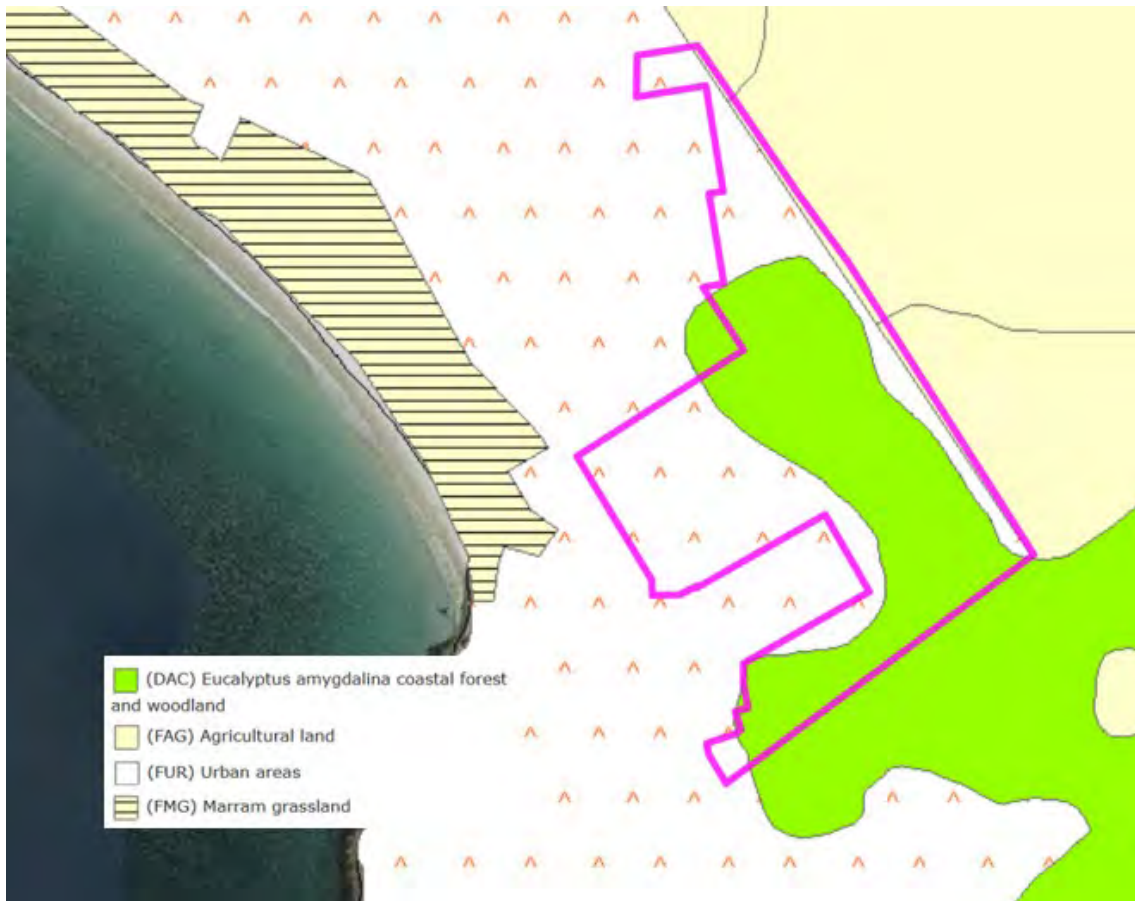 (DAC) Eucalyptus amygdalina coastal forest
and woodland
(FAG) Agricultural land
(FUR) Urban areas
(FMG) Marram grassland